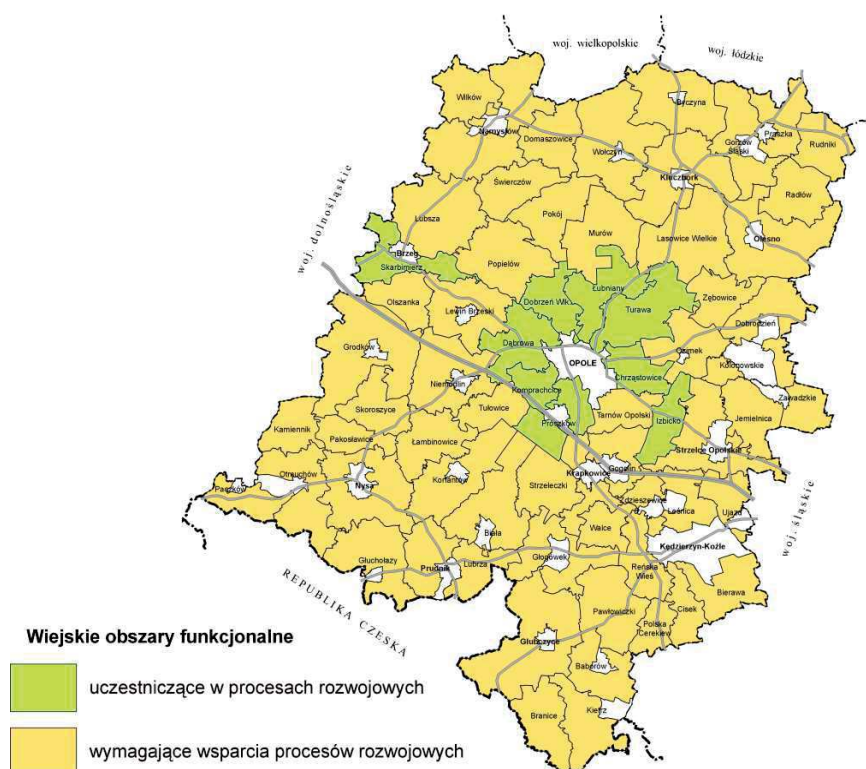 woj. wielkopolskie
woj. łódzkie
Wilków
Byczyna
Namysłów
Domaszowice
Wołczyn
Gorzów Śląski
Praszka
Rudniki
Kluczbork
Świerczów
Radłów
woj. dolnośląskie
Lubsza
Pokój
Murów
Lasowice Wielkie
Olesno
Brzeg
Skarbimierz
Popielów
Łubniany
Zębowice
Olszanka
Dobrzeń Wlk.
Turawa
Lewin Brzeski
Dobrodzień
Grodków
Dąbrowa
OPOLE
Ozimek
Kolonowskie
Niemodlin
Komprachcice
Chrząstowice
Zawadzkie
Skoroszyce
Tułowice
Prószków
Tarnów Opolski
Izbicko
Jemielnica
Kamiennik
Pakosławice
Łambinowice
Strzelce Opolskie
Otmuchów
Paczków
Nysa
Korfantów
Strzeleczki
Krapkowice
Gogolin
Zdzieszowice
Leśnica
Ujazd
woj. śląskie
Biała
Walce
Kędzierzyn-Koźle
Głuchołazy
Prudnik
Lubrza
Głogówek
Reńska
Wieś
Bierawa
REPUBLIKA CZESKA
Pawłowiczki
Cisek
Polska
Cerekiew
Głubczyce
Baborów
Kietrz
Branice
Wiejskie obszary funkcjonalne
uczestniczące w procesach rozwojowych
wymagające wsparcia procesów rozwojowych